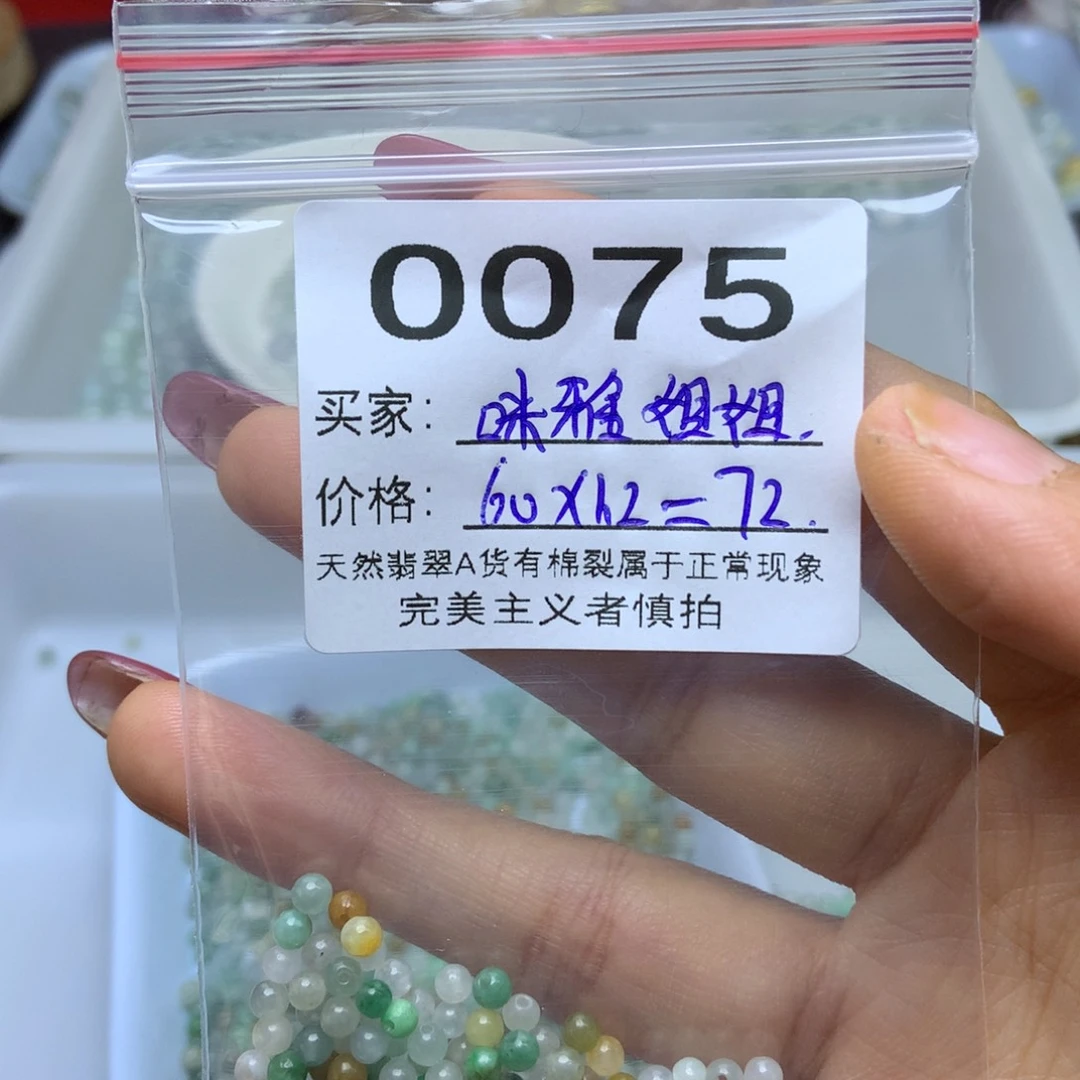 0075
买家: 咪雅姐姐.
价格: 60X1.2=72.
天然翡翠A货有棉裂属于正常现象
完美主义者慎拍